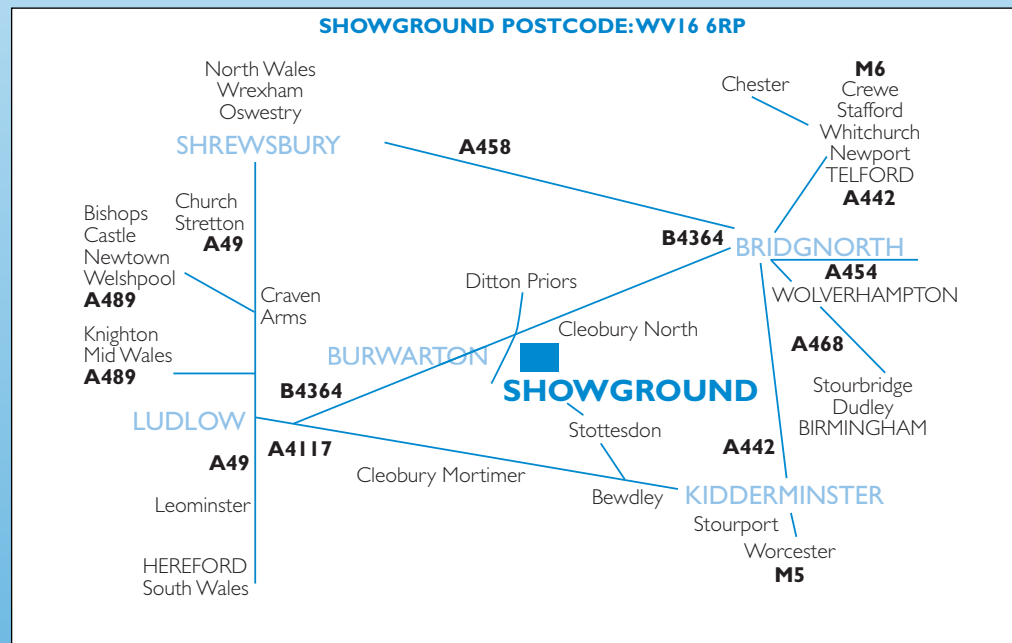 SHOWGROUND POSTCODE: WV16 6RP
North Wales
Wrexham
Oswestry
SHREWSBURY
A458
Chester
M6
Crewe
Stafford
Whitchurch
Newport
TELFORD
A442
Church
Stretton
A49
Bishops
Castle
Newtown
Welshpool
A489
Craven
Arms
Knighton
Mid Wales
A489
B4364
BRIDGNORTH
A454
WOLVERHAMPTON
A468
Stourbridge
Dudley
BIRMINGHAM
Ditton Priors
Cleobury North
BURWARTON
SHOWGROUND
B4364
LUDLOW
A4117
A49
Stottesdon
A442
Cleobury Mortimer
Bewdley
KIDDERMINSTER
Leominster
Stourport
Worcester
M5
HEREFORD
South Wales